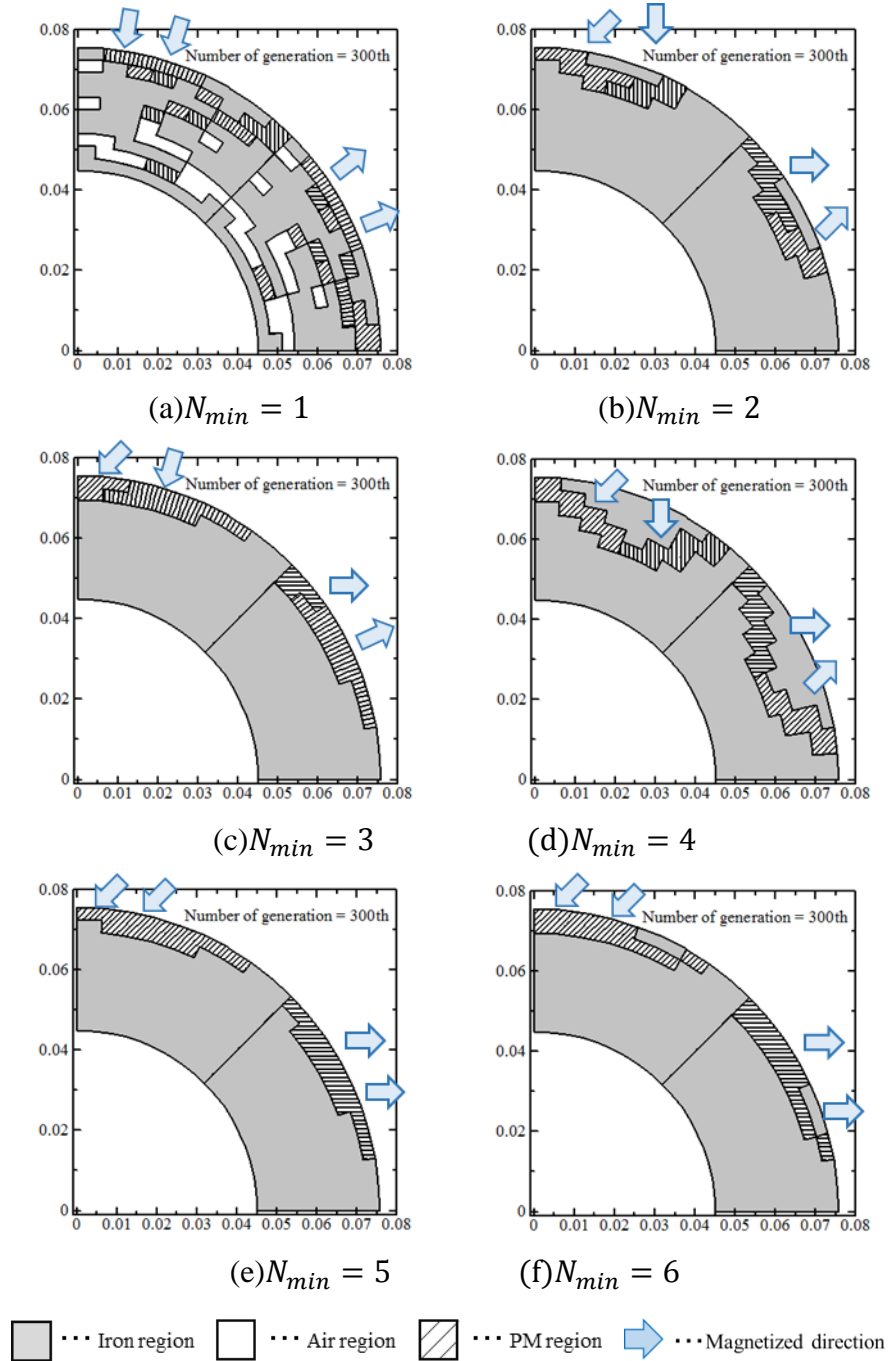 0.08 0.08
Number of generation = 300th Number of generation = 300th
0.06 0.06
0.04 0.04
0.02 0.02
0 0
0 0.01 0.02 0.03 0.04 0.05 0.06 0.07 0.08 0 0.01 0.02 0.03 0.04 0.05 0.06 0.07 0.08
(a)N_min = 1 (b)N_min = 2
0.08 0.08
Number of generation = 300th Number of generation = 300th
0.06 0.06
0.04 0.04
0.02 0.02
0 0
0 0.01 0.02 0.03 0.04 0.05 0.06 0.07 0.08 0 0.01 0.02 0.03 0.04 0.05 0.06 0.07 0.08
(c)N_min = 3 (d)N_min = 4
0.08 0.08
Number of generation = 300th Number of generation = 300th
0.06 0.06
0.04 0.04
0.02 0.02
0 0
0 0.01 0.02 0.03 0.04 0.05 0.06 0.07 0.08 0 0.01 0.02 0.03 0.04 0.05 0.06 0.07 0.08
(e)N_min = 5 (f)N_min = 6
··· Iron region ··· Air region ··· PM region ···Magnetized direction